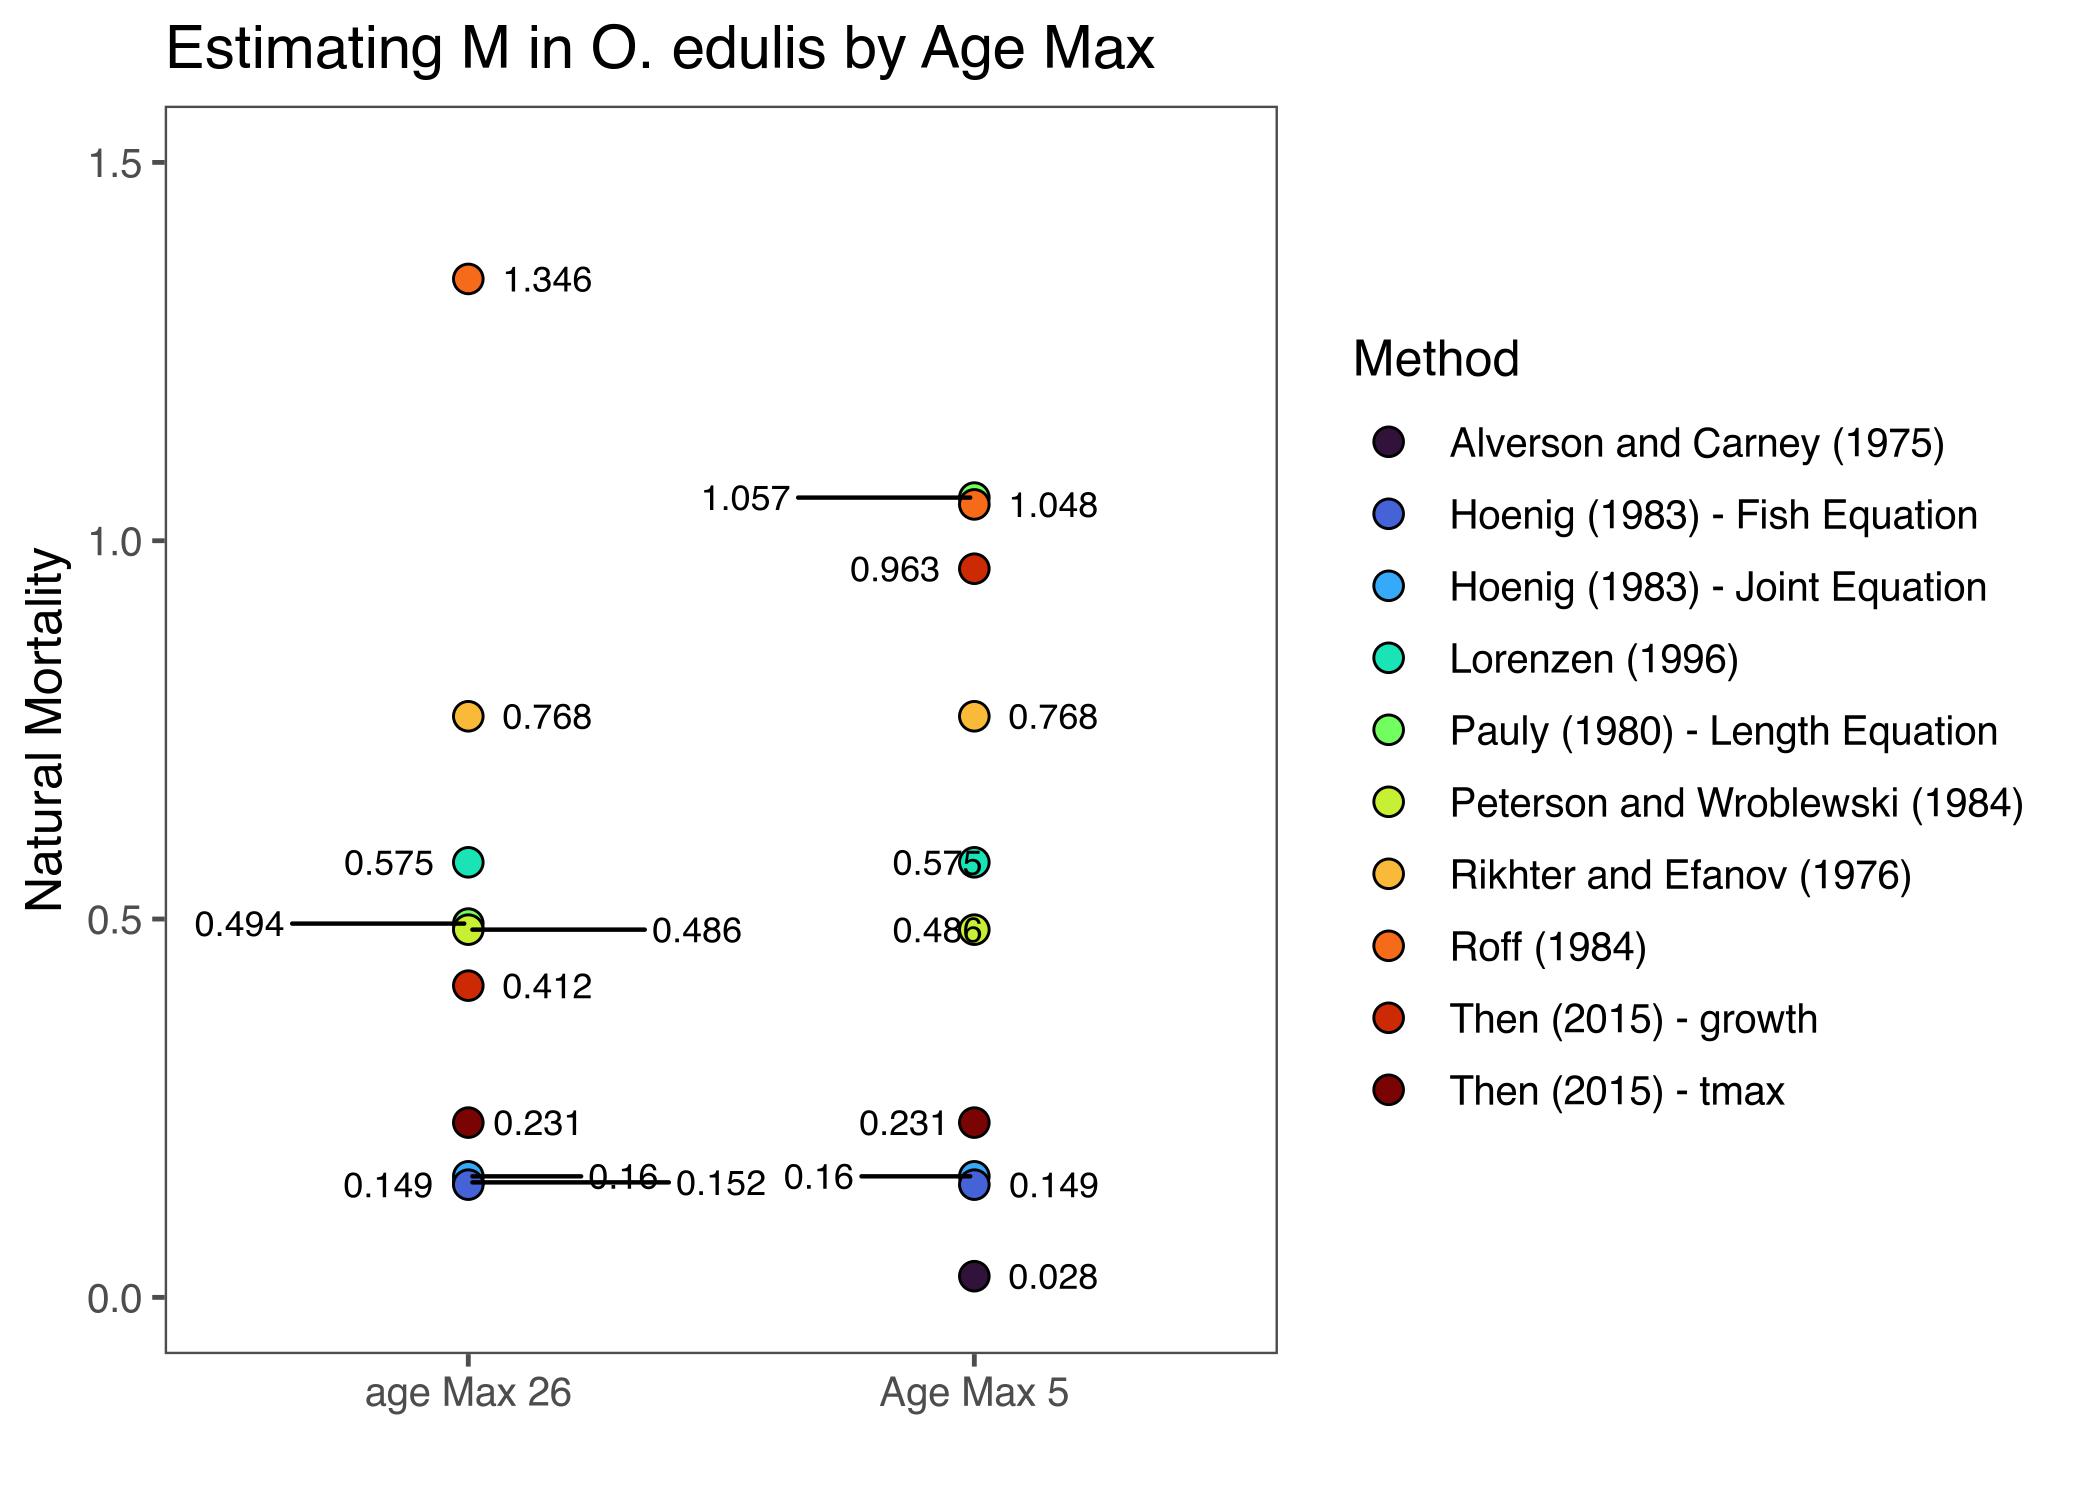 Estimating M in O. edulis by Age Max
Natural Mortality
1.5
1.0
0.5
0.0
1.346
1.057
1.048
0.963
0.768
0.768
0.575
0.575
0.494
0.486
0.486
0.412
0.231
0.231
0.149
0.16
0.152
0.16
0.149
0.028
age Max 26
Age Max 5
Method
Alverson and Carney (1975)
Hoenig (1983) - Fish Equation
Hoenig (1983) - Joint Equation
Lorenzen (1996)
Pauly (1980) - Length Equation
Peterson and Wroblewski (1984)
Rikhter and Efanov (1976)
Roff (1984)
Then (2015) - growth
Then (2015) - tmax